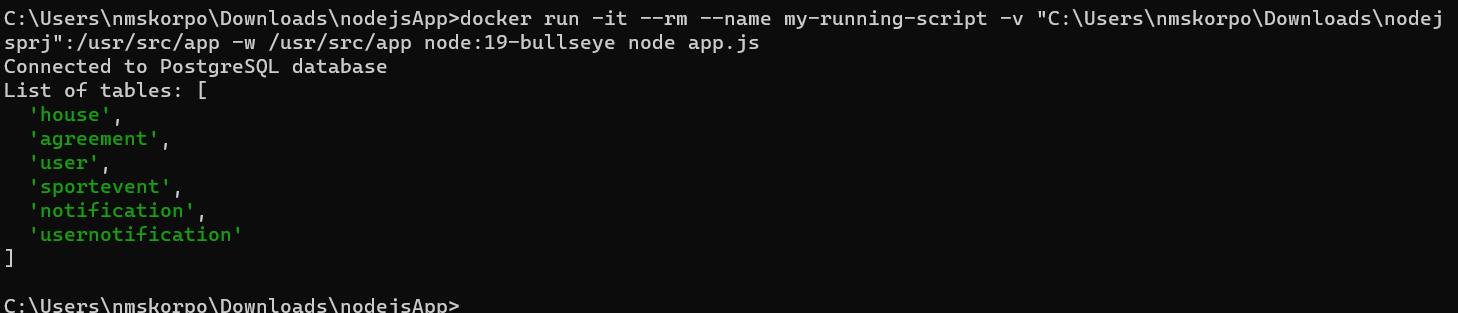 C:\Users\nmskorpo\Downloads\nodejsApp>docker run -it --rm --name my-running-script -v "C:\Users\nmskorpo\Downloads\nodej
sprj":/usr/src/app -w /usr/src/app node:19-bullseye node app.js
Connected to PostgreSQL database
List of tables: [
  'house',
  'agreement',
  'user',
  'sportevent',
  'notification',
  'usernotification'
]
C:\Users\nmskorpo\Downloads\nodejsApp>